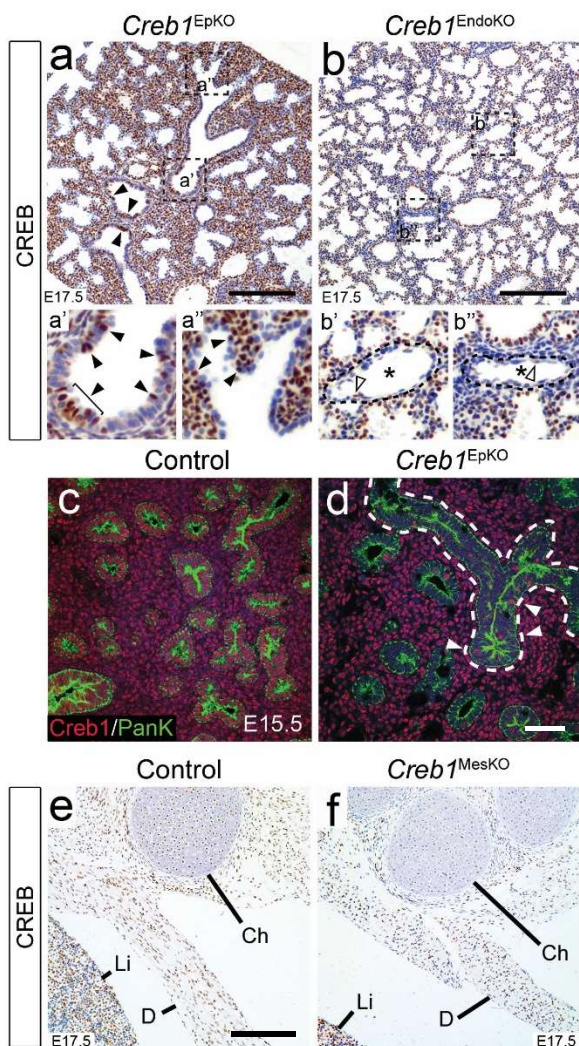 Creb1EpKO Creb1EndoKO
CREB
a b
a'' b'
a' b''
E17.5 E17.5
a' a'' b' b''
* *
Control Creb1EpKO
c d
Creb1/PanK E15.5
Control Creb1MesKO
CREB
e f
Ch Ch
Li D Li D
E17.5 E17.5